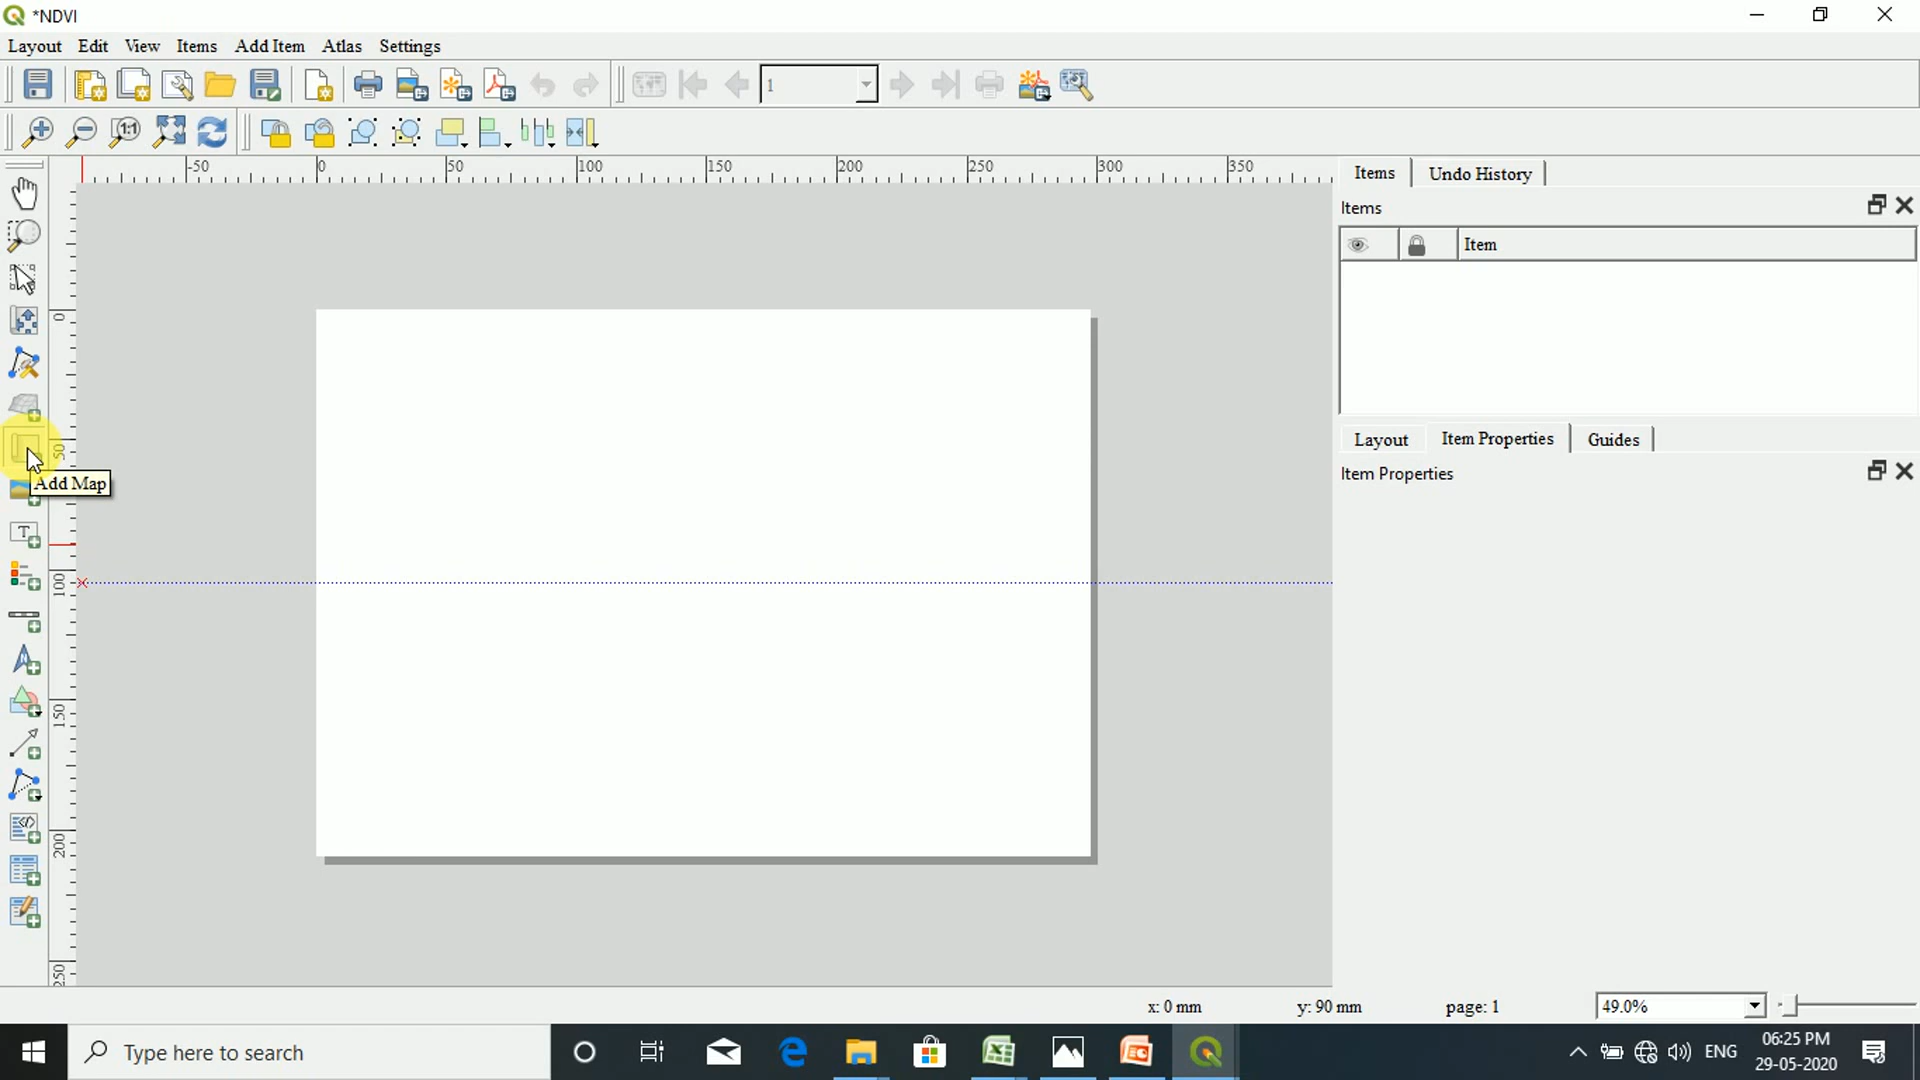 *NDVI
Layout Edit View Items Add Item Atlas Settings
1
1:1
-50 0 50 100 150 200 250 300 350
0
50
100
150
200
250
Add Map
T
Items Undo History
Items
Item
Layout Item Properties Guides
Item Properties
x: 0 mm y: 90 mm page: 1 49.0%
Type here to search
ENG
06:25 PM
29-05-2020